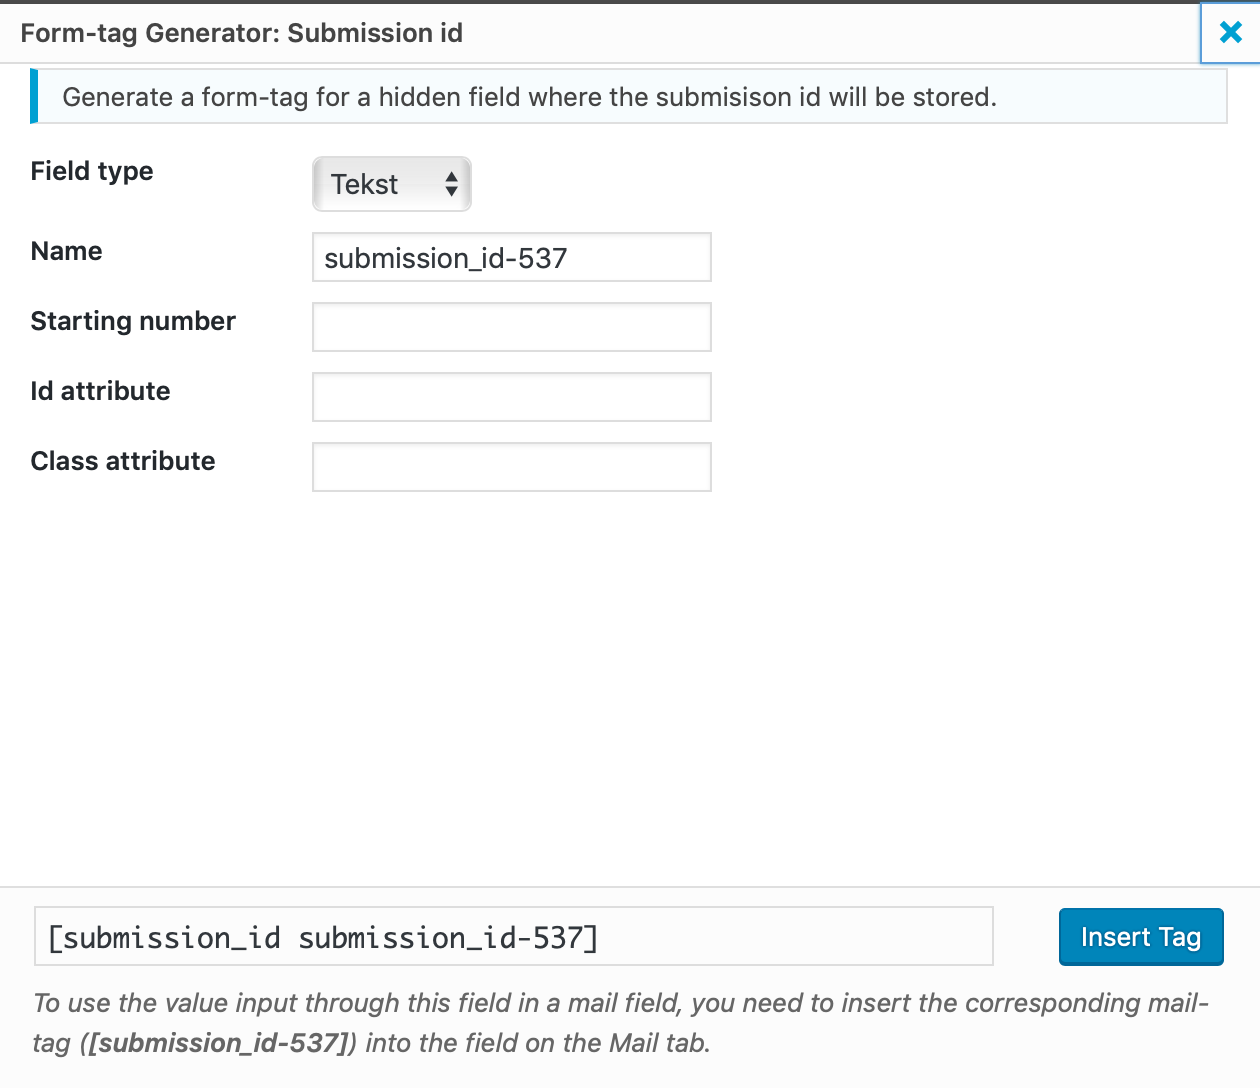 Form-tag Generator: Submission id
Generate a form-tag for a hidden field where the submisison id will be stored.
Field type
Tekst
Name
submission_id-537
Starting number
Id attribute
Class attribute
[submission_id submission_id-537]
Insert Tag
To use the value input through this field in a mail field, you need to insert the corresponding mail-
tag ([submission_id-537]) into the field on the Mail tab.